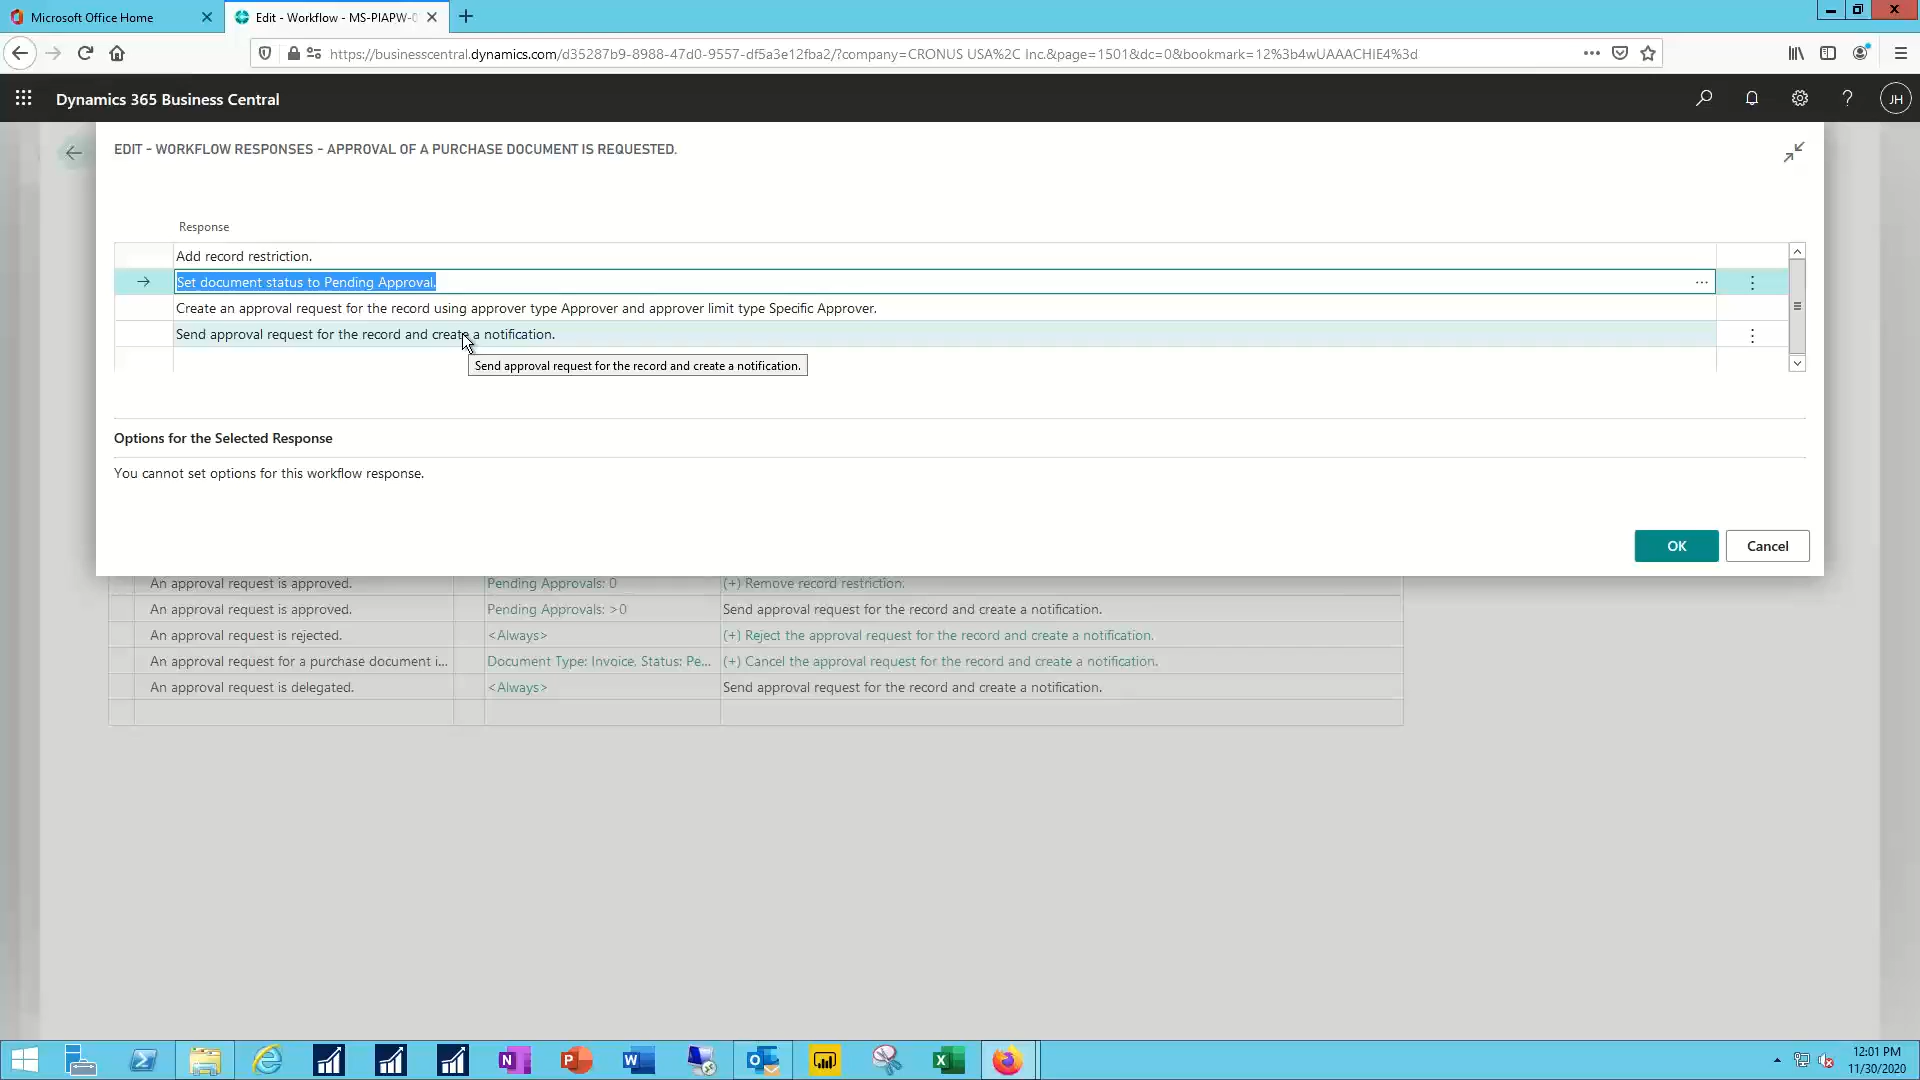 Microsoft Office Home
Edit - Workflow - MS-PIAPW-0
https://businesscentral.dynamics.com/d35287b9-8988-47d0-9557-df5a3e12fba2/?company=CRONUS USA%2C Inc.&page=1501&dc=0&bookmark=12%3b4wUAAACHIE4%3d
Dynamics 365 Business Central
JH
EDIT - WORKFLOW RESPONSES - APPROVAL OF A PURCHASE DOCUMENT IS REQUESTED.
Response
Add record restriction.
Set document status to Pending Approval.
Create an approval request for the record using approver type Approver and approver limit type Specific Approver.
Send approval request for the record and create a notification.
Send approval request for the record and create a notification.
Options for the Selected Response
You cannot set options for this workflow response.
OK Cancel
An approval request is approved. Pending Approvals: 0 (+) Remove record restriction.
An approval request is approved. Pending Approvals: >0 Send approval request for the record and create a notification.
An approval request is rejected. <Always> (+) Reject the approval request for the record and create a notification.
An approval request for a purchase document i... Document Type: Invoice, Status: Pe... (+) Cancel the approval request for the record and create a notification.
An approval request is delegated. <Always> Send approval request for the record and create a notification.
12:01 PM
11/30/2020